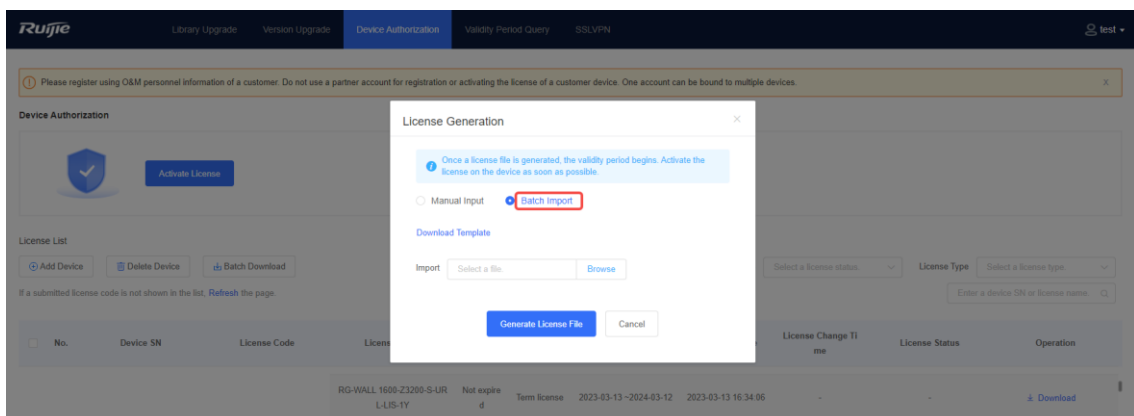 Ruijie
Library Upgrade
Version Upgrade
Device Authorization
Validity Period Query
SSLVPN
test
Please register using O&M personnel information of a customer. Do not use a partner account for registration or activating the license of a customer device. One account can be bound to multiple devices.
X
Device Authorization
Activate License
License Generation
Once a license file is generated, the validity period begins. Activate the
license on the device as soon as possible.
Manual Input
Batch Import
Download Template
Import
Select a file.
Browse
Generate License File
Cancel
License List
Add Device
Delete Device
Batch Download
Select a license status
License Type
Select a license type
If a submitted license code is not shown in the list, Refresh the page.
Enter a device SN or license name.
No.
Device SN
License Code
Licens
License Change Ti
me
License Status
Operation
RG-WALL 1600-Z3200-S-UR
L-LIS-1Y
Not expire
d
Term license
2023-03-13 ~2024-03-12
2023-03-13 16:34:06
-
-
Download